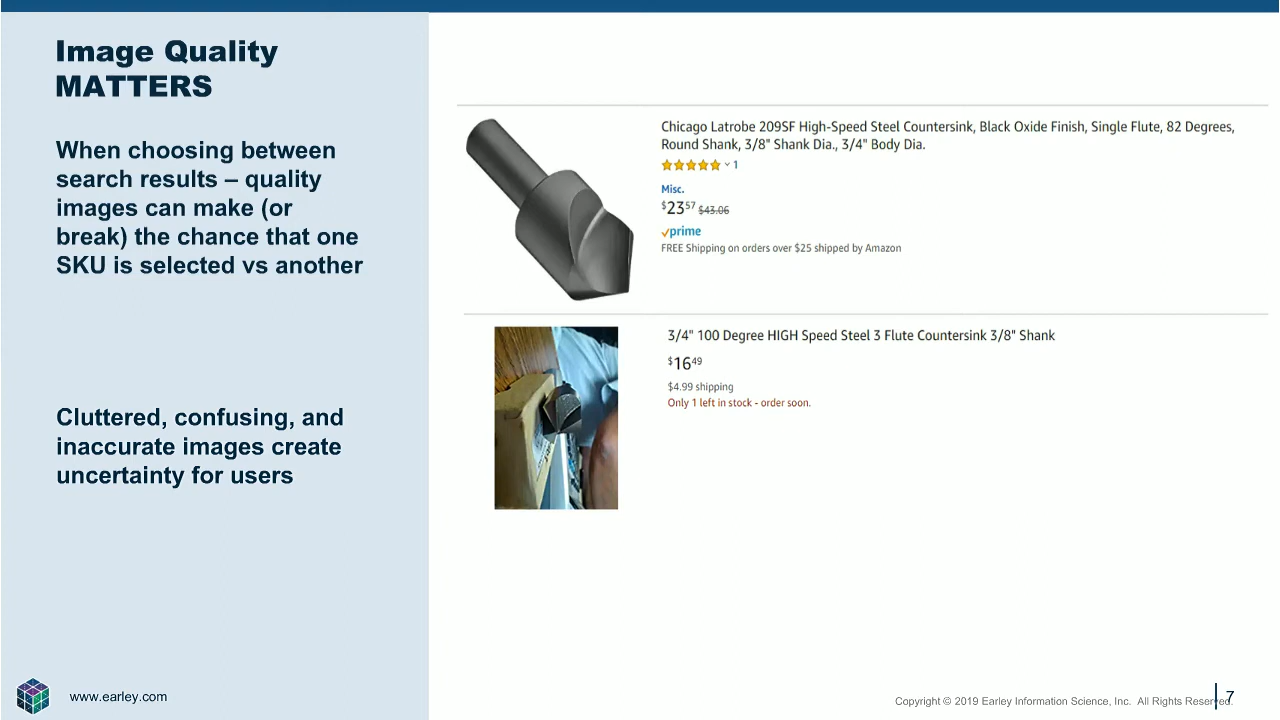 Image Quality
MATTERS
When choosing between
search results – quality
images can make (or
break) the chance that one
SKU is selected vs another
Cluttered, confusing, and
inaccurate images create
uncertainty for users
Chicago Latrobe 209SF High-Speed Steel Countersink, Black Oxide Finish, Single Flute, 82 Degrees,
Round Shank, 3/8" Shank Dia., 3/4" Body Dia.
1
Misc.
$2357 $43.06
prime
FREE Shipping on orders over $25 shipped by Amazon
3/4" 100 Degree HIGH Speed Steel 3 Flute Countersink 3/8" Shank
$1649
$4.99 shipping
Only 1 left in stock - order soon.
www.earley.com
Copyright © 2019 Earley Information Science, Inc. All Rights Reserved.
7